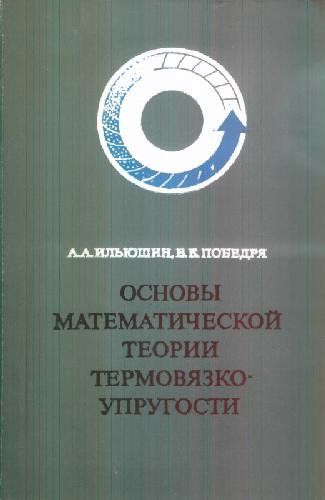 А.А.ИЛЬЮШИН, Б.Е.ПОБЕДРЯ
ОСНОВЫ
МАТЕМАТИЧЕСКОЙ
ТЕОРИИ
ТЕРМОВЯЗКО-
УПРУГОСТИ